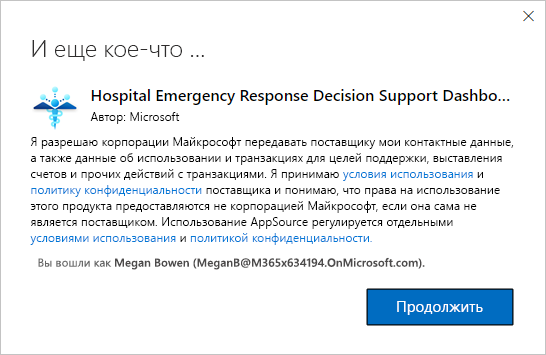 И еще кое-что ...
Hospital Emergency Response Decision Support Dashbo...
Автор: Microsoft
Я разрешаю корпорации Майкрософт передавать поставщику мои контактные данные,
а также данные об использовании и транзакциях для целей поддержки, выставления
счетов и прочих действий с транзакциями. Я принимаю условия использования и
политику конфиденциальности поставщика и понимаю, что права на использование
этого продукта предоставляются не корпорацией Майкрософт, если она сама не
является поставщиком. Использование AppSource регулируется отдельными
условиями использования и политикой конфиденциальности.
Вы вошли как Megan Bowen (MeganB@M365x634194.OnMicrosoft.com).
Продолжить